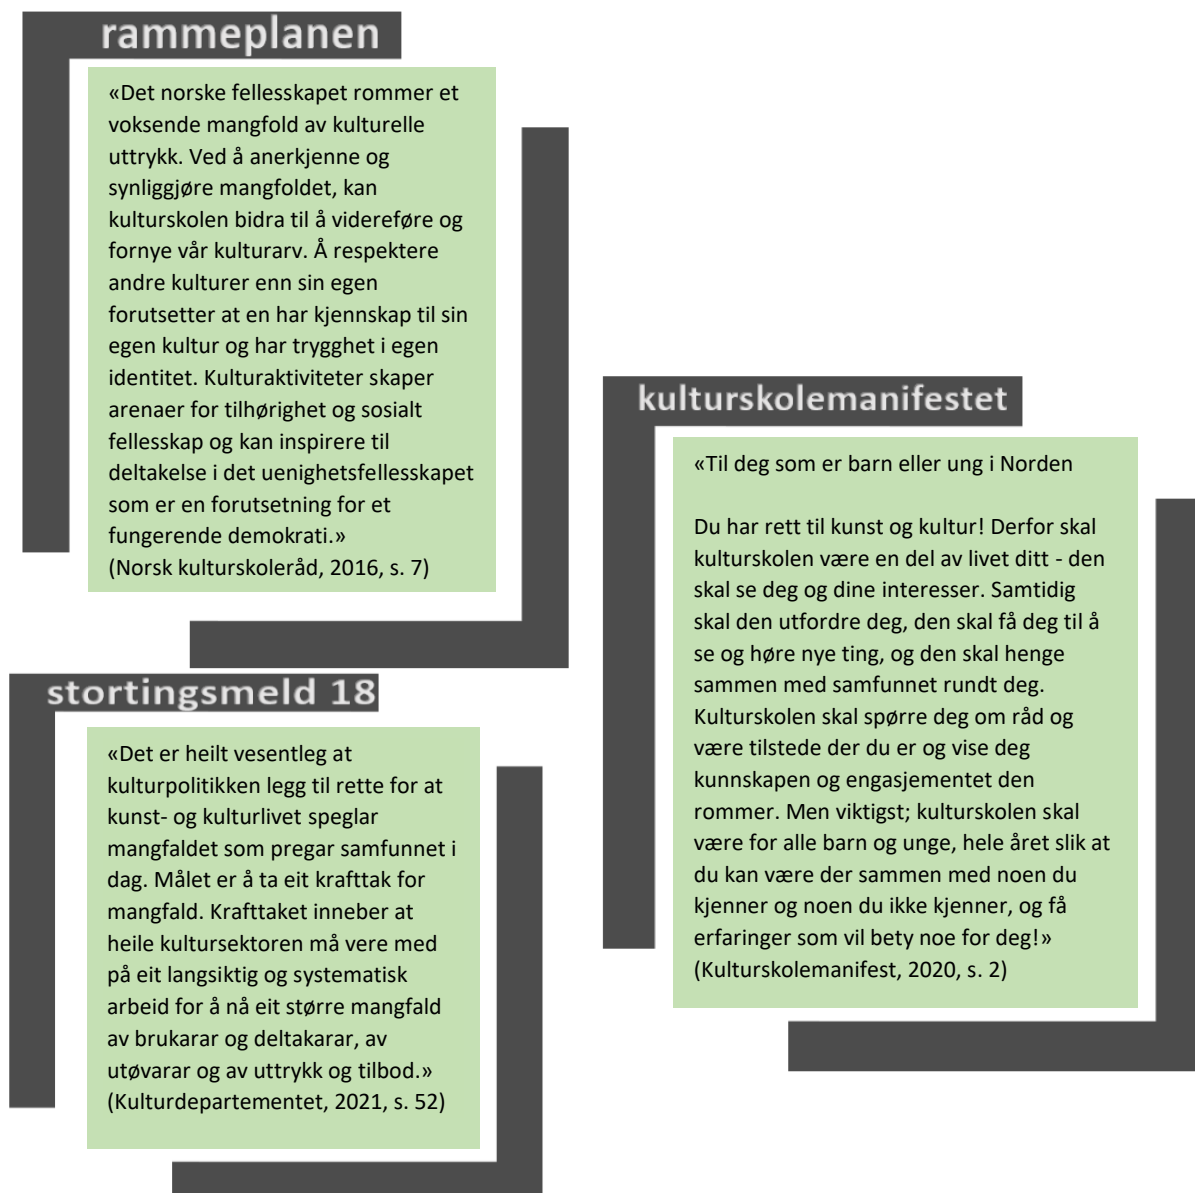 rammeplanen
«Det norske fellesskapet rommer et
voksende mangfold av kulturelle
uttrykk. Ved å anerkjenne og
synliggjøre mangfoldet, kan
kulturskolen bidra til å videreføre og
fornye vår kulturarv. Å respektere
andre kulturer enn sin egen
forutsetter at en har kjennskap til sin
egen kultur og har trygghet i egen
identitet. Kulturaktiviteter skaper
arenaer for tilhørighet og sosialt
fellesskap og kan inspirere til
deltakelse i det uenighetsfellesskapet
som er en forutsetning for et
fungerende demokrati.»
(Norsk kulturskoleråd, 2016, s. 7)
stortingsmeld 18
«Det er heilt vesentleg at
kulturpolitikken legg til rette for at
kunst- og kulturlivet speglar
mangfaldet som pregar samfunnet i
dag. Målet er å ta eit krafttak for
mangfald. Krafttaket inneber at
heile kultursektoren må vere med
på eit langsiktig og systematisk
arbeid for å nå eit større mangfald
av brukarar og deltakarar, av
utøvarar og av uttrykk og tilbod.»
(Kulturdepartementet, 2021, s. 52)
kulturskolemanifestet
«Til deg som er barn eller ung i Norden
Du har rett til kunst og kultur! Derfor skal
kulturskolen være en del av livet ditt - den
skal se deg og dine interesser. Samtidig
skal den utfordre deg, den skal få deg til å
se og høre nye ting, og den skal henge
sammen med samfunnet rundt deg.
Kulturskolen skal spørre deg om råd og
være tilstede der du er og vise deg
kunnskapen og engasjementet den
rommer. Men viktigst; kulturskolen skal
være for alle barn og unge, hele året slik at
du kan være der sammen med noen du
kjenner og noen du ikke kjenner, og få
erfaringer som vil bety noe for deg!»
(Kulturskolemanifest, 2020, s. 2)